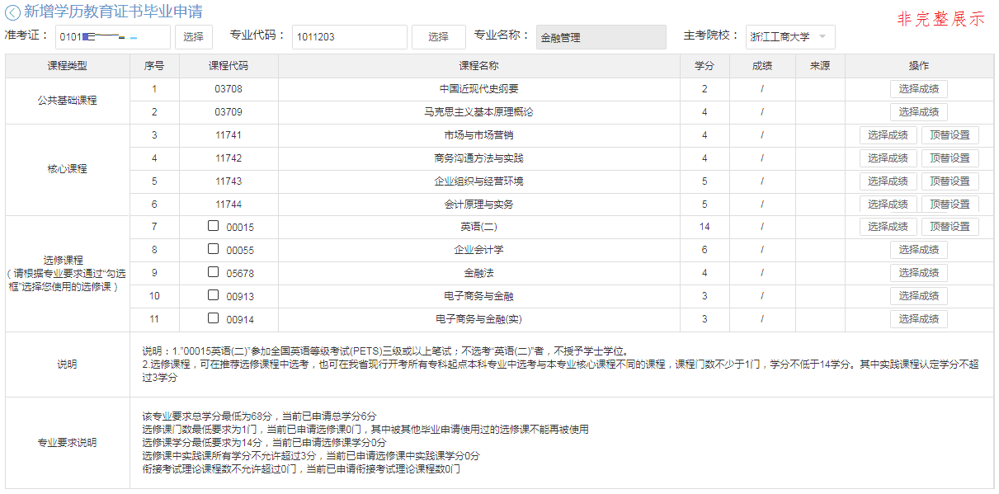 新增学历教育证书毕业申请
非完整展示
准考证： 0101 选择 专业代码： 1011203 选择 专业名称： 金融管理 主考院校： 浙江工商大学
课程类型 序号 课程代码 课程名称 学分 成绩 来源 操作
公共基础课程
1 03708 中国近现代史纲要 2 / 选择成绩
2 03709 马克思主义基本原理概论 4 / 选择成绩
核心课程
3 11741 市场与市场营销 4 / 选择成绩 顶替设置
4 11742 商务沟通方法与实践 4 / 选择成绩 顶替设置
5 11743 企业组织与经营环境 5 / 选择成绩 顶替设置
6 11744 会计原理与实务 5 / 选择成绩 顶替设置
选修课程
（请根据专业要求通过“勾选
框”选择您使用的选修课）
7 00015 英语(二) 14 / 选择成绩 顶替设置
8 00055 企业会计学 6 / 选择成绩
9 05678 金融法 4 / 选择成绩
10 00913 电子商务与金融 3 / 选择成绩
11 00914 电子商务与金融(实) 3 / 选择成绩
说明
说明：1.”00015英语(二)”参加全国英语等级考试(PETS)三级或以上笔试；不选考“英语(二)”者，不授予学士学位。
2.选修课程，可在推荐选修课程中选考，也可在我省现行开考所有专科起点本科专业中选考与本专业核心课程不同的课程，课程门数不少于1门，学分不低于14学分。其中实践课程认定学分不超
过3学分
专业要求说明
该专业要求总学分最低为68分，当前已申请总学分6分
选修课门数最低要求为1门，当前已申请选修课0门，其中被其他毕业申请使用过的选修课不能再被使用
选修课学分最低要求为14分，当前已申请选修课学分0分
选修课中实践课所有学分不允许超过3分，当前已申请选修课中实践课学分0分
衔接考试理论课程数不允许超过0门，当前已申请衔接考试理论课程数0门